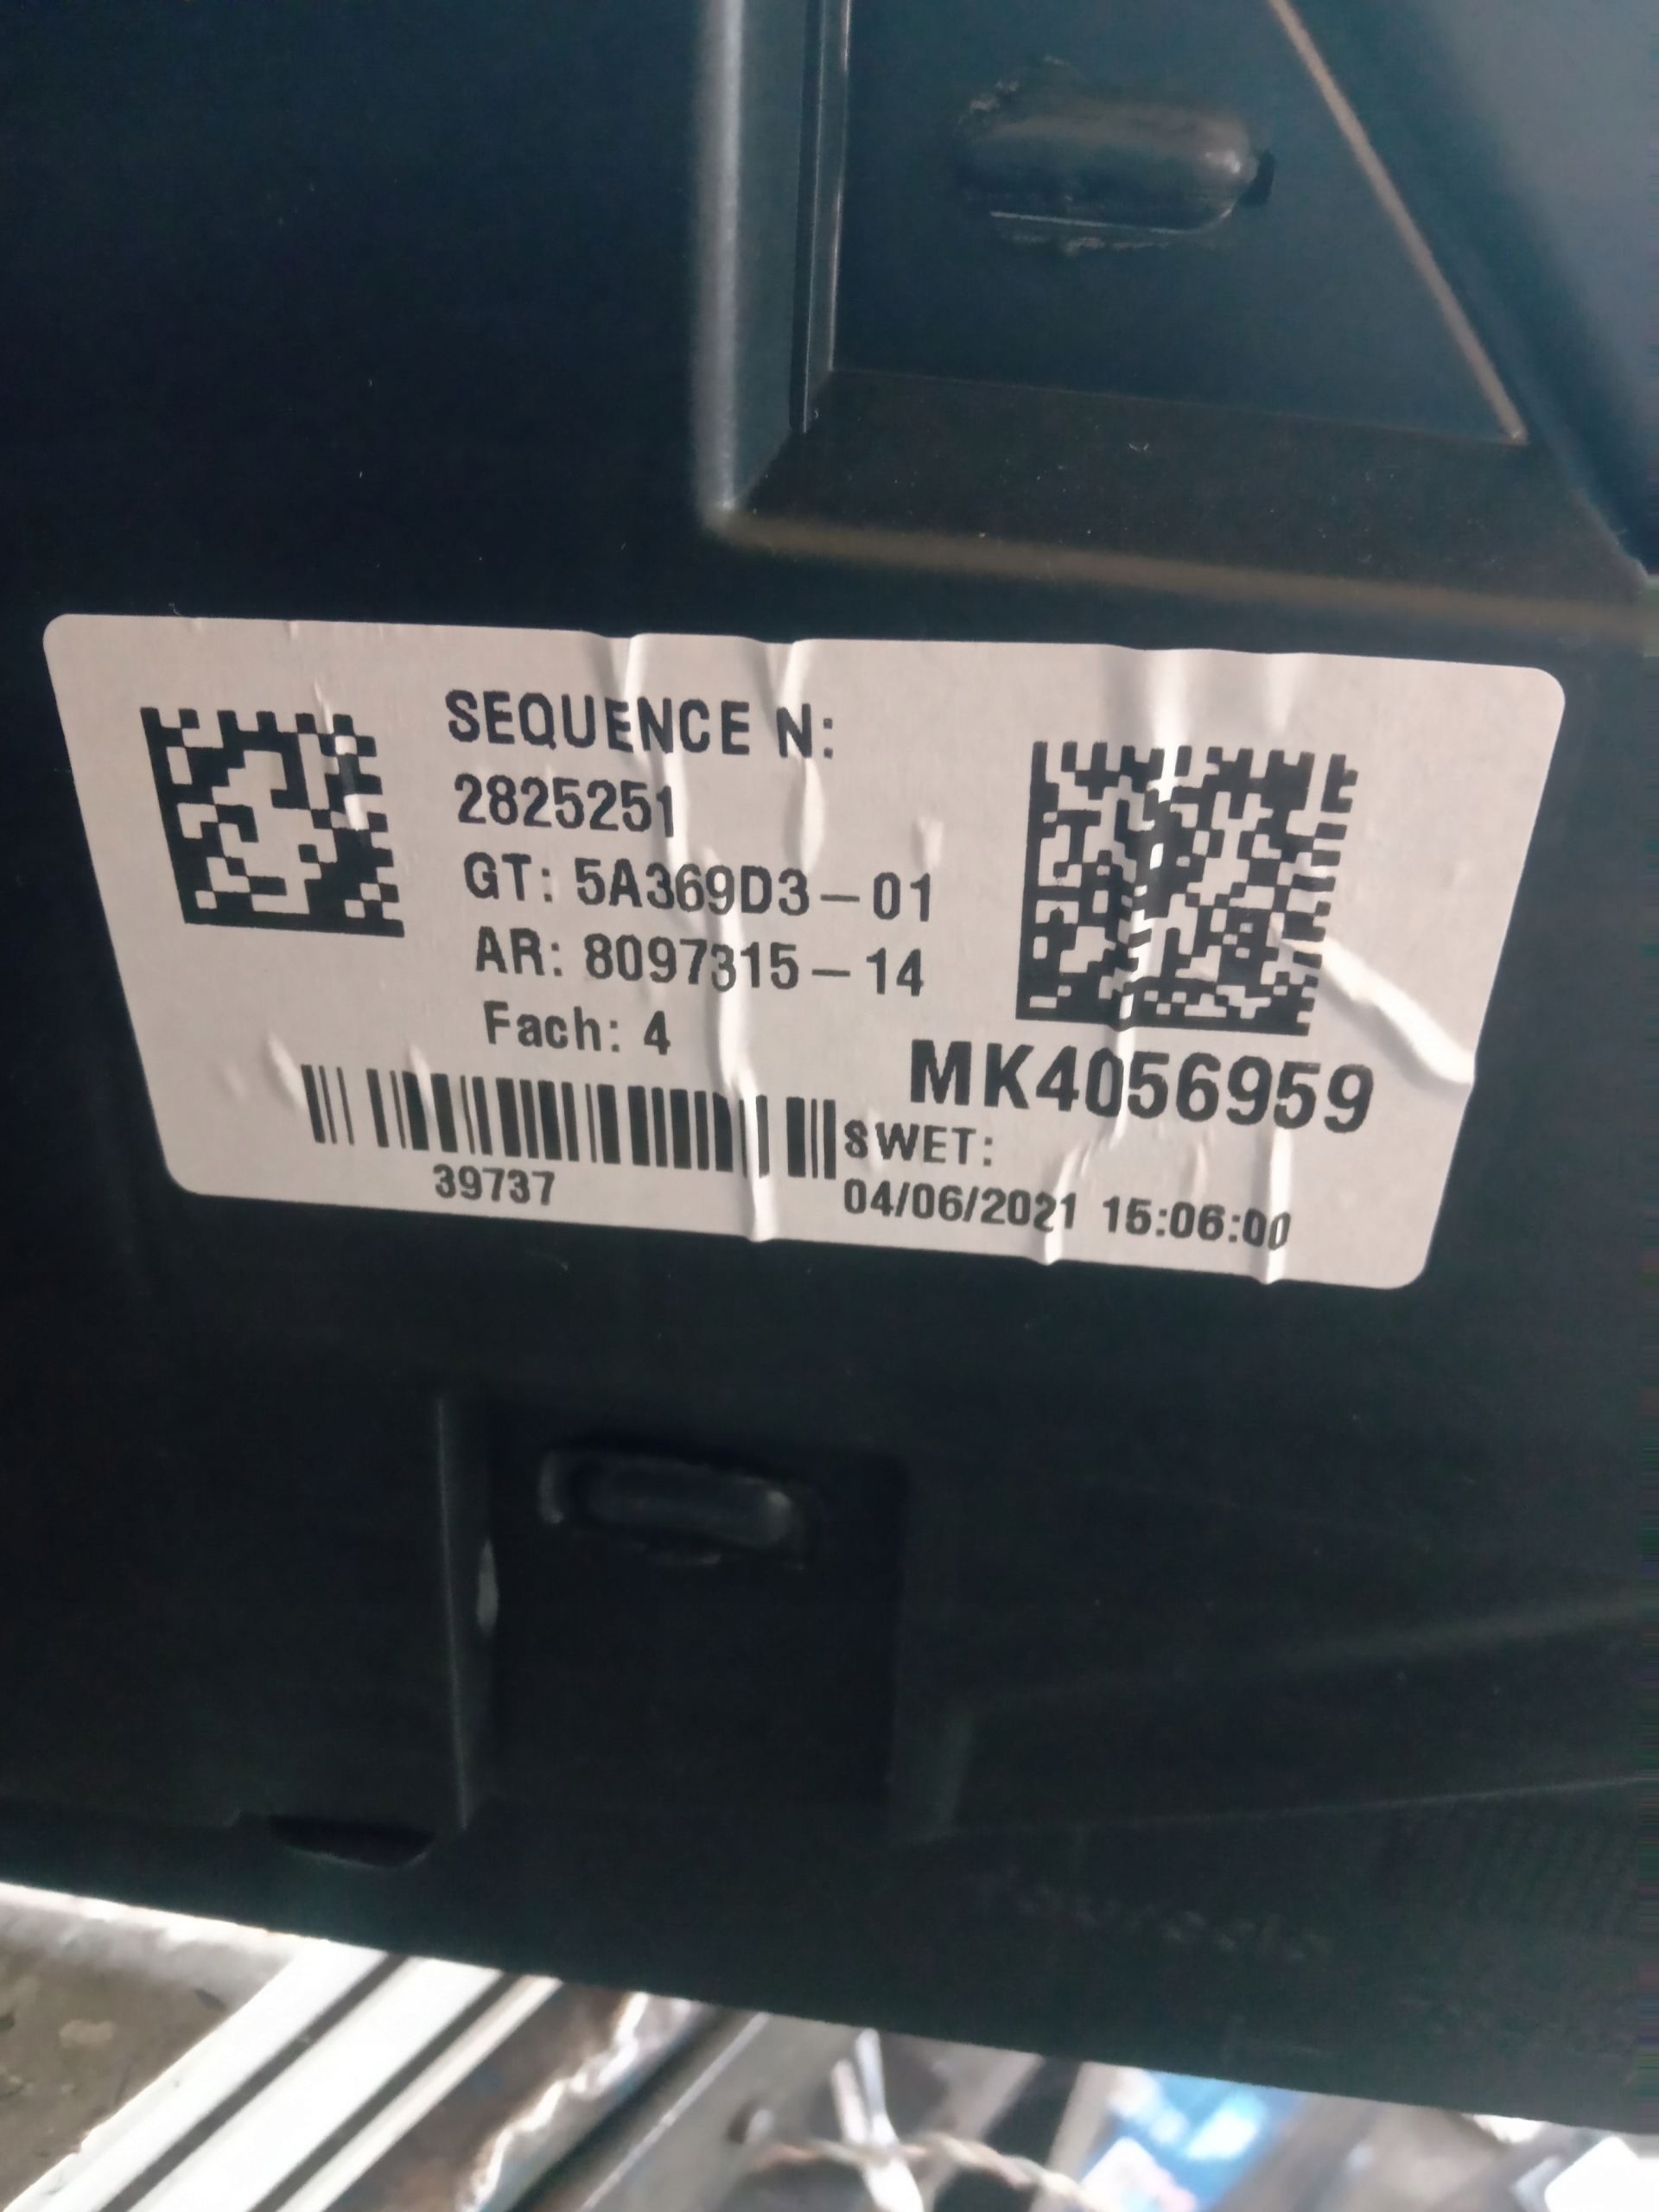 SEQUENCE N:
2825251
GT: 5A369D3-01
AR: 8097315-14
Fach: 4
MK4056959
SWET:
39737
04/06/2021 15:06:00